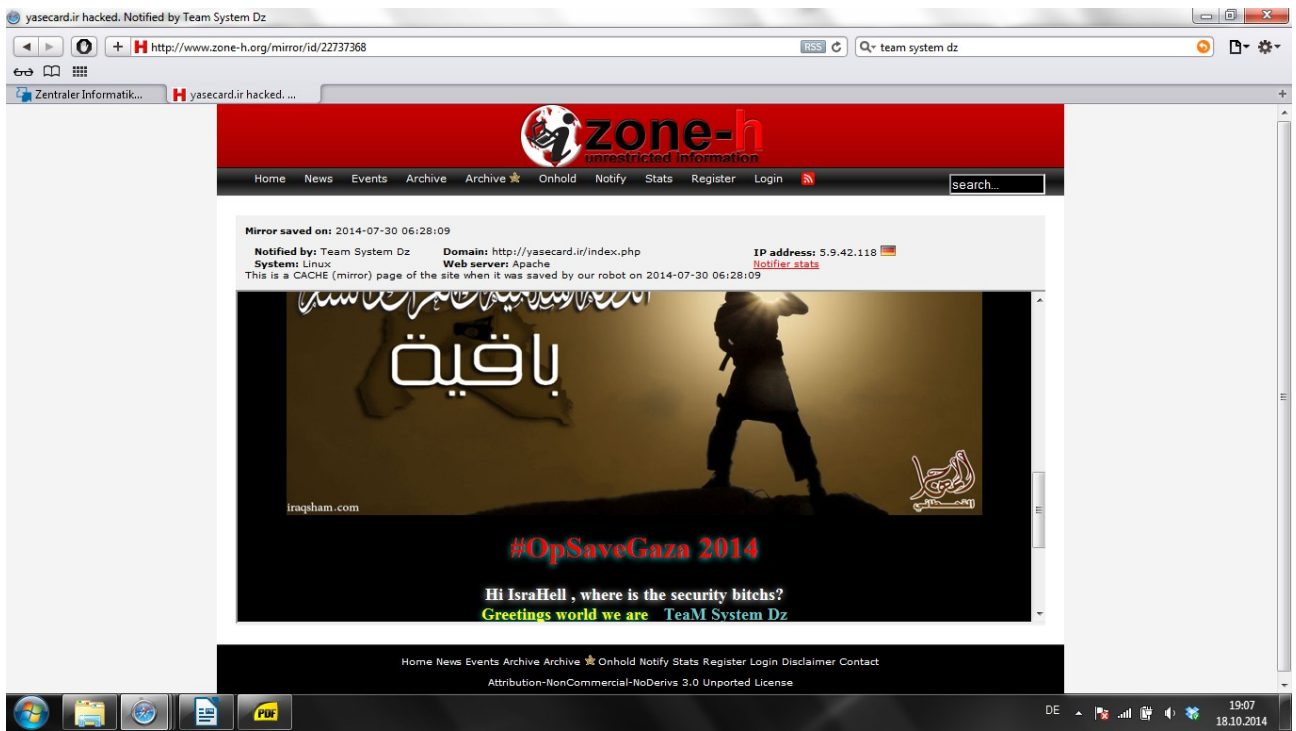 yasecard.ir hacked. Notified by Team System Dz
http://www.zone-h.org/mirror/id/22737368
RSS
team system dz
Zentraler Informatik...
yasecard.ir hacked. ...
zone-h
unrestricted information
Home News Events Archive Archive Onhold Notify Stats Register Login
search...
Mirror saved on: 2014-07-30 06:28:09
Notified by: Team System Dz Domain: http://yasecard.ir/index.php IP address: 5.9.42.118
System: Linux Web server: Apache Notifier stats
This is a CACHE (mirror) page of the site when it was saved by our robot on 2014-07-30 06:28:09
باقية
iraqsham.com
#OpSaveGaza 2014
Hi IsraHell , where is the security bitchs?
Greetings world we are TeaM System Dz
Home News Events Archive Archive Onhold Notify Stats Register Login Disclaimer Contact
Attribution-NonCommercial-NoDerivs 3.0 Unported License
PDF
DE
19:07
18.10.2014